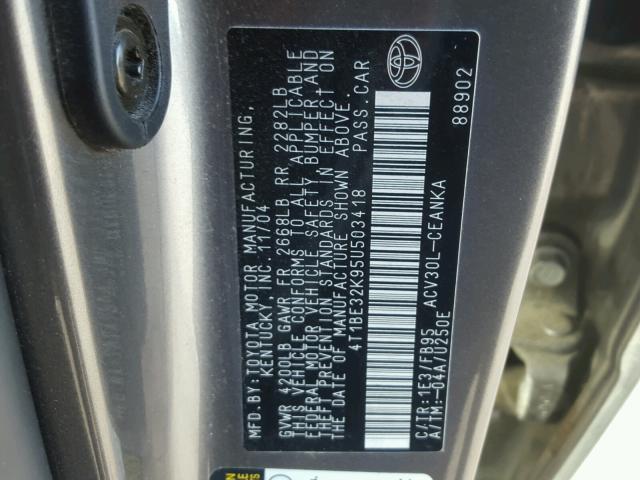 MFD. BY: TOYOTA MOTOR MANUFACTURING,
KENTUCKY, INC. 11/04
GVWR 4200LB GAWR FR 2668LB RR 2282LB
THIS VEHICLE CONFORMS TO ALL APPLICABLE
FEDERAL MOTOR VEHICLE SAFETY, BUMPER, AND
THEFT PREVENTION STANDARDS IN EFFECT ON
THE DATE OF MANUFACTURE SHOWN ABOVE.
4T1BE32K95U503418 PASS.CAR
C/TR:1E3/FB95 ACV30L-CEANKA
A/TM:-04A/U250E 88902